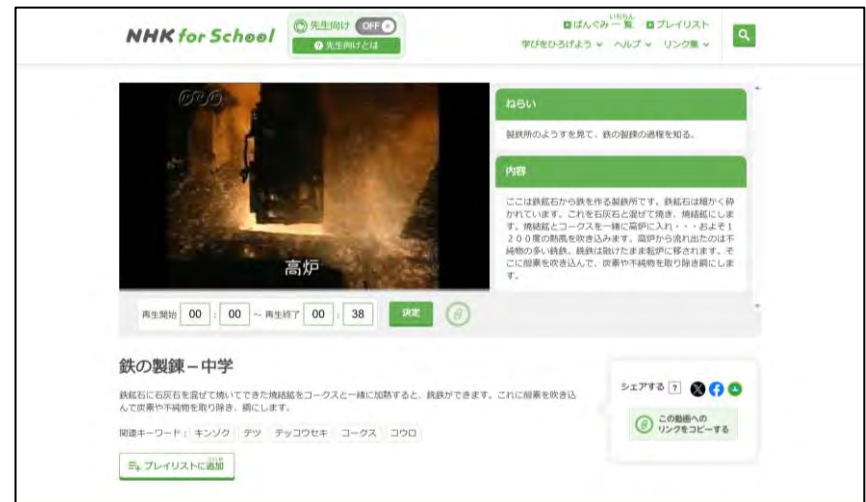 NHK for School
先生向け OFF
先生向けとは
いちらん
ばんぐみ一覧 プレイリスト
学びをひろげよう ヘルプ リンク集
NHK
高炉
ねらい
製鉄所のようすを見て、鉄の製錬の過程を知る。
内容
ここは鉄鉱石から鉄を作る製鉄所です。鉄鉱石は細かく砕
かれています。これを石灰石と混ぜて焼き、焼結鉱にしま
す。焼結鉱とコークスを一緒に高炉に入れ・・・およそ1
200度の熱風を吹き込みます。高炉から流れ出たのは不
純物の多い銑鉄。銑鉄は融けたまま転炉に移されます。そ
こに酸素を吹き込んで、炭素や不純物を取り除き鋼にしま
す。
再生開始 00 : 00 ～ 再生終了 00 : 38 決定
鉄の製錬－中学
鉄鉱石に石灰石を混ぜて焼いてできた焼結鉱をコークスと一緒に加熱すると、銑鉄ができます。これに酸素を吹き込
んで炭素や不純物を取り除き、鋼にします。
関連キーワード： キンゾク テツ テッコウセキ コークス コウロ
プレイリストに追加
シェアする ?
この動画への
リンクをコピーする